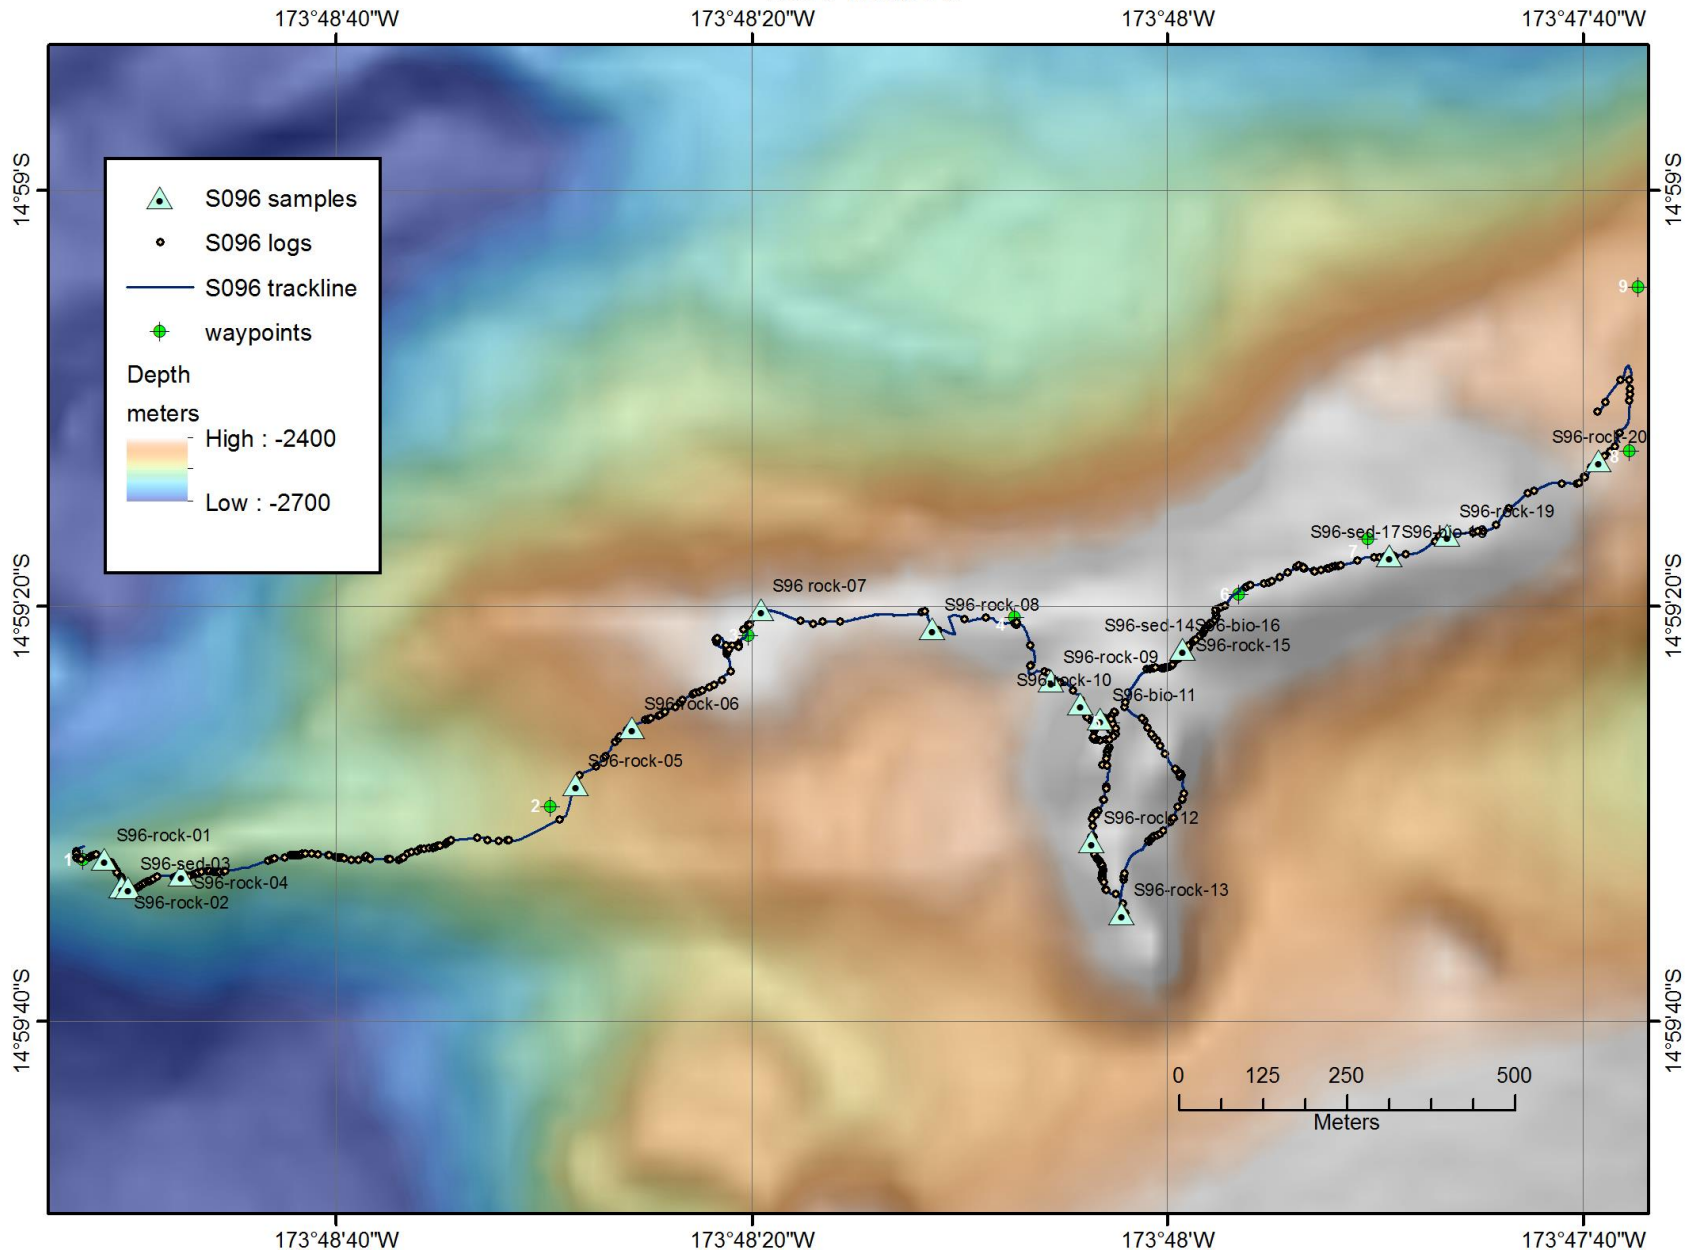 173°48'40"W 173°48'20"W 173°48'W 173°47'40"W
14°59'S 14°59'S
S096 samples
S096 logs
S096 trackline
waypoints
Depth
meters
High : -2400
Low : -2700
9
S96-rock-20
8
S96-rock-19
S96-sed-17 S96-bio-
7
6
14°59'20"S 14°59'20"S
S96 rock-07
S96-rock-08
4
S96-sed-14 S96-bio-16
3
S96-rock-15
S96-rock-09
S96-rock-10
S96-bio-11
S96-rock-06
S96-rock-05
2
S96-rock-12
S96-rock-01
1
S96-sed-03
S96-rock-04
S96-rock-02
S96-rock-13
14°59'40"S 14°59'40"S
0 125 250 500
Meters
173°48'40"W 173°48'20"W 173°48'W 173°47'40"W